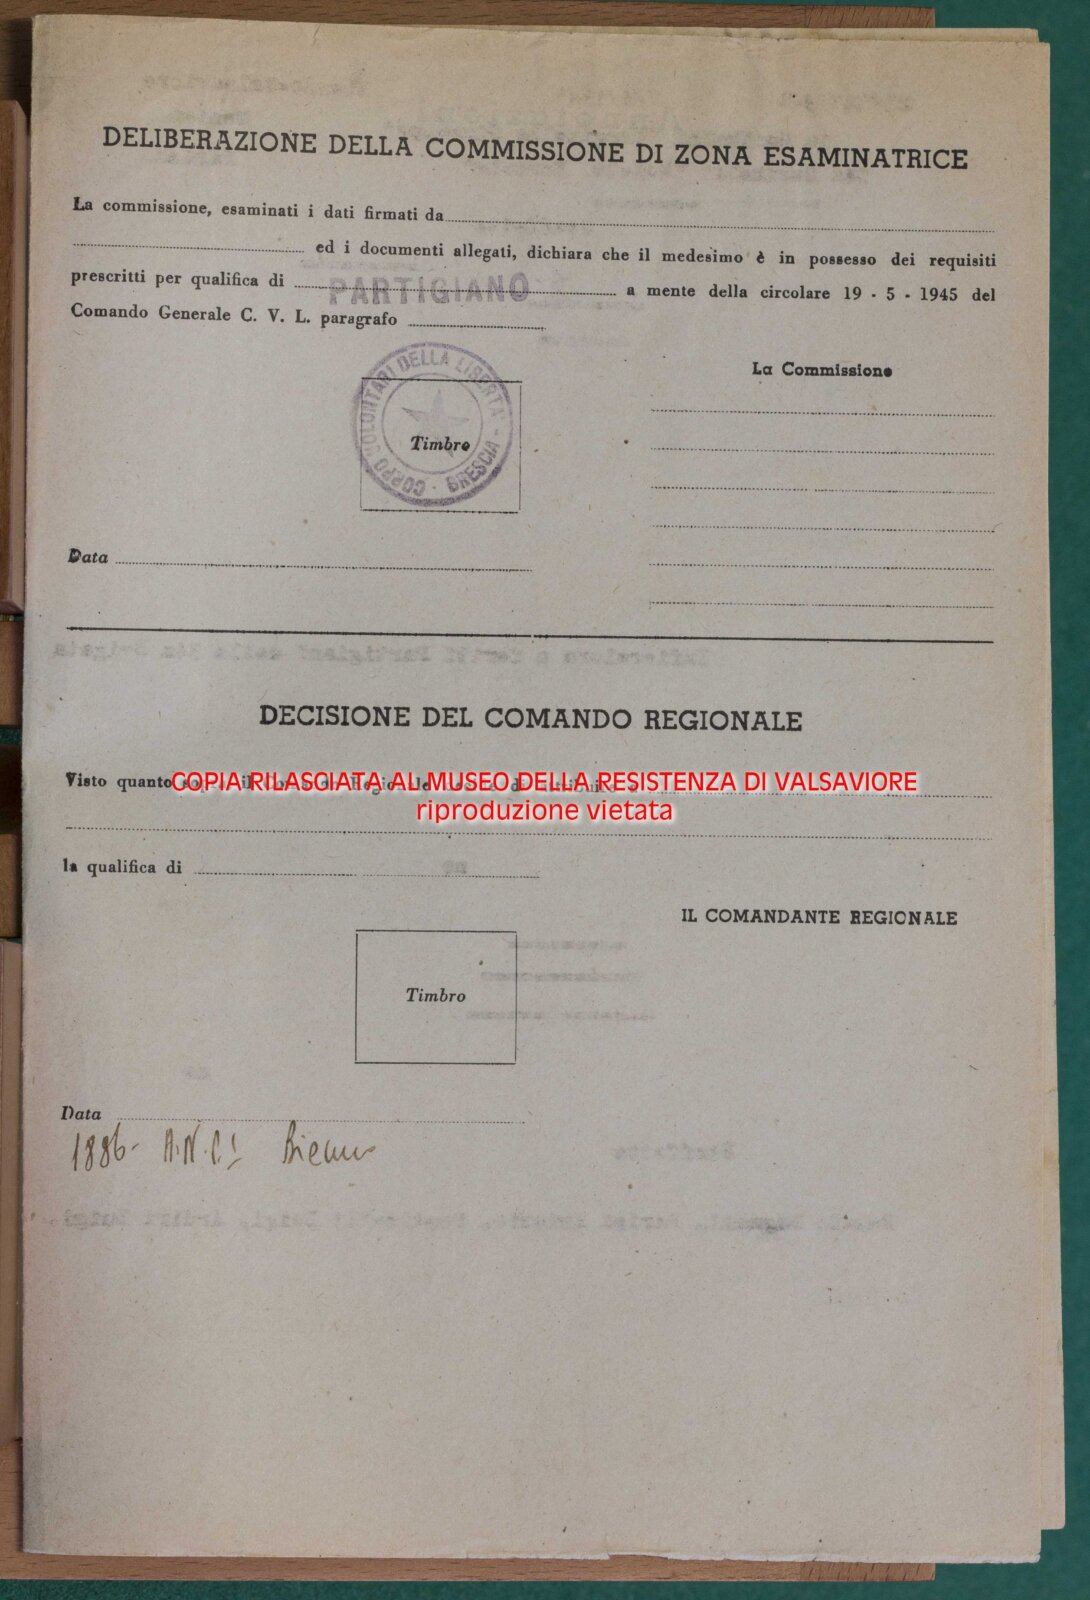 DELIBERAZIONE DELLA COMMISSIONE DI ZONA ESAMINATRICE
La commissione, esaminati i dati firmati da
ed i documenti allegati, dichiara che il medesimo è in possesso dei requisiti
prescritti per qualifica di PARTIGIANO a mente della circolare 19 - 5 - 1945 del
Comando Generale C. V. L. paragrafo
CORPO VOLONTARI DELLA LIBERTA' - BRESCIA -
Timbro
La Commissione
Data
DECISIONE DEL COMANDO REGIONALE
Visto quanto
COPIA RILASCIATA AL MUSEO DELLA RESISTENZA DI VALSAVIORE
riproduzione vietata
la qualifica di
IL COMANDANTE REGIONALE
Timbro
Data
1886- A.N.P.I